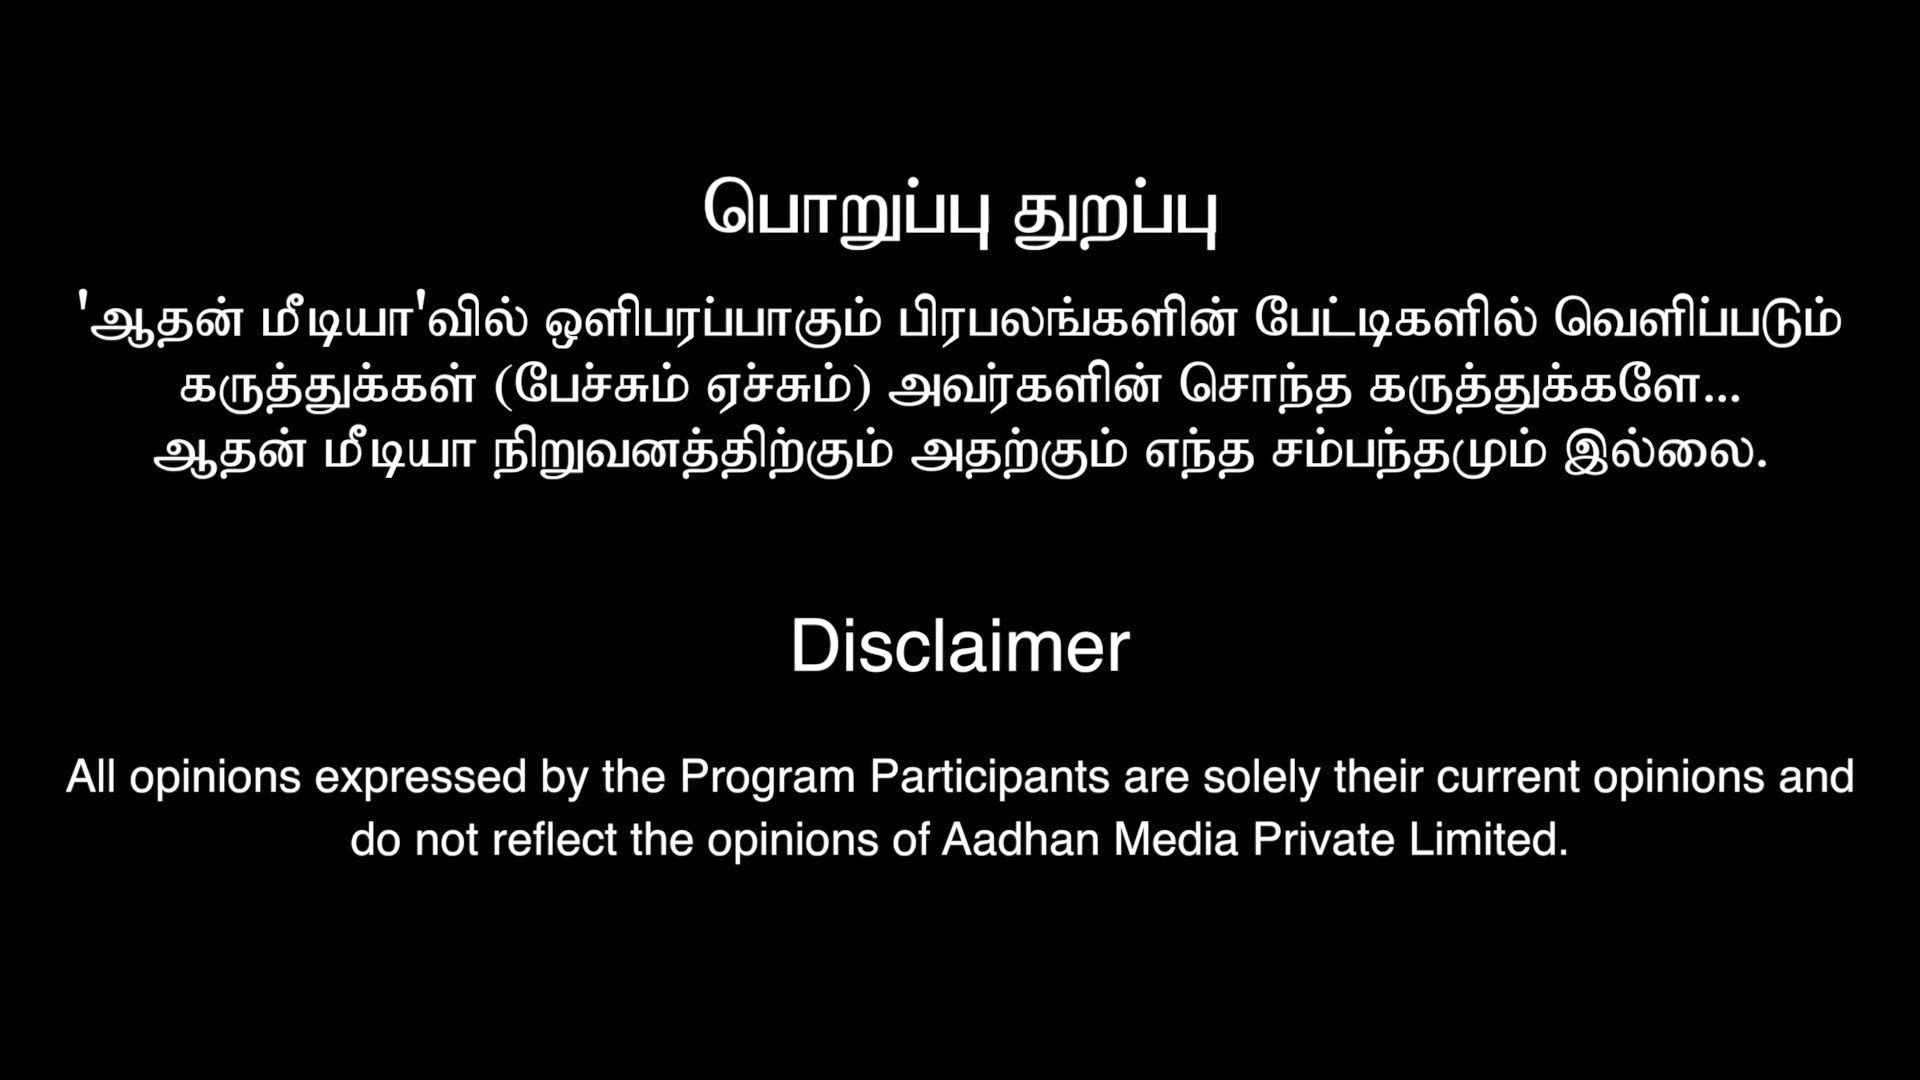 பொறுப்பு துறப்பு
'ஆதன் மீடியா'வில் ஒளிபரப்பாகும் பிரபலங்களின் பேட்டிகளில் வெளிப்படும்
கருத்துக்கள் (பேச்சும் ஏச்சும்) அவர்களின் சொந்த கருத்துக்களே...
ஆதன் மீடியா நிறுவனத்திற்கும் அதற்கும் எந்த சம்பந்தமும் இல்லை.
Disclaimer
All opinions expressed by the Program Participants are solely their current opinions and
do not reflect the opinions of Aadhan Media Private Limited.